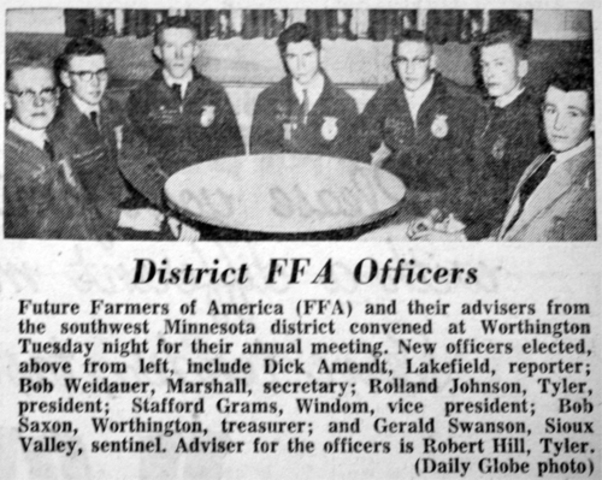 District FFA Officers
Future Farmers of America (FFA) and their advisers from
the southwest Minnesota district convened at Worthington
Tuesday night for their annual meeting. New officers elected,
above from left, include Dick Amendt, Lakefield, reporter;
Bob Weidauer, Marshall, secretary; Rolland Johnson, Tyler,
president; Stafford Grams, Windom, vice president; Bob
Saxon, Worthington, treasurer; and Gerald Swanson, Sioux
Valley, sentinel. Adviser for the officers is Robert Hill, Tyler.
(Daily Globe photo)